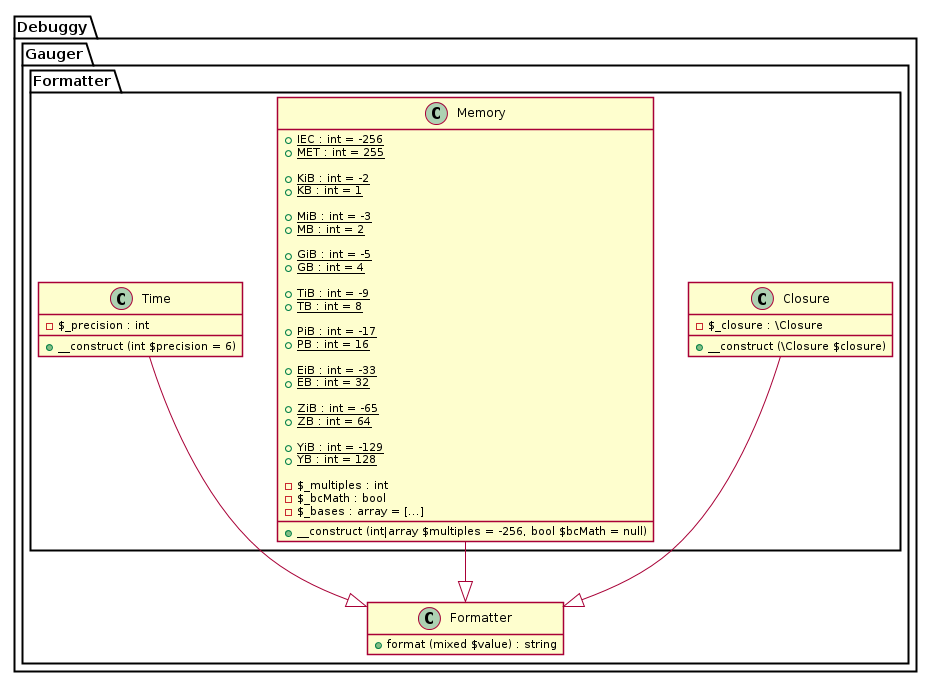 Debuggy
Gauger
Formatter
C Memory
IEC : int = -256
MET : int = 255
KiB : int = -2
KB : int = 1
MiB : int = -3
MB : int = 2
GiB : int = -5
GB : int = 4
TiB : int = -9
TB : int = 8
PiB : int = -17
PB : int = 16
EiB : int = -33
EB : int = 32
ZiB : int = -65
ZB : int = 64
YiB : int = -129
YB : int = 128
$_multiples : int
$_bcMath : bool
$_bases : array = [...]
__construct (int|array $multiples = -256, bool $bcMath = null)
C Time
$_precision : int
__construct (int $precision = 6)
C Closure
$_closure : \Closure
__construct (\Closure $closure)
C Formatter
format (mixed $value) : string